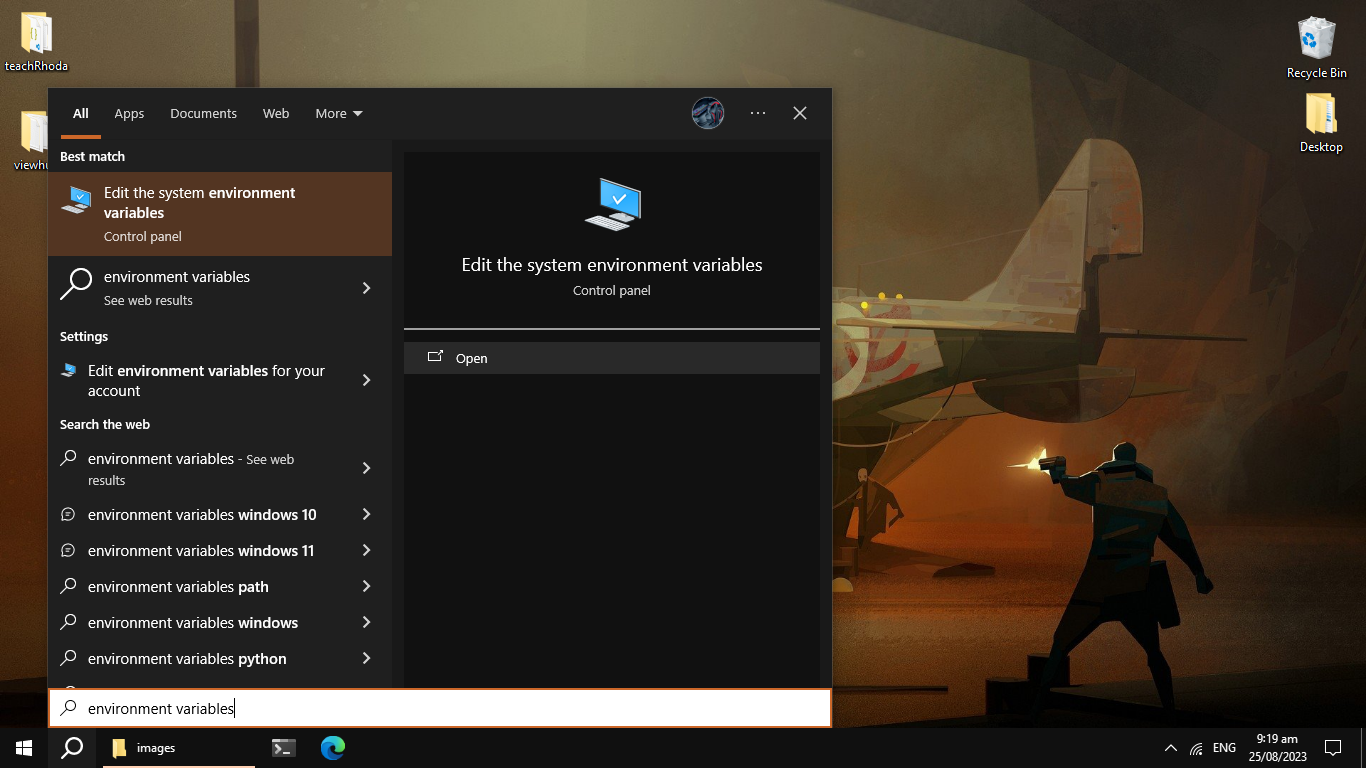 teachRhoda
Recycle Bin
Desktop
All Apps Documents Web More
Best match
Edit the system environment
variables
Control panel
environment variables
See web results
Settings
Edit environment variables for your
account
Search the web
environment variables - See web
results
environment variables windows 10
environment variables windows 11
environment variables path
environment variables windows
environment variables python
environment variables
Edit the system environment variables
Control panel
Open
images
ENG
9:19 am
25/08/2023